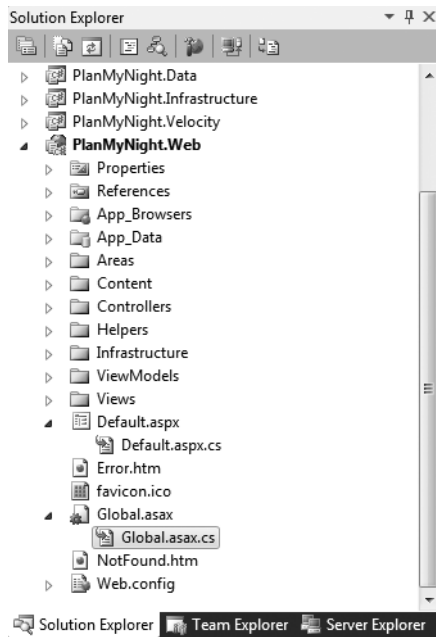 Solution Explorer
PlanMyNight.Data
PlanMyNight.Infrastructure
PlanMyNight.Velocity
PlanMyNight.Web
Properties
References
App_Browsers
App_Data
Areas
Content
Controllers
Helpers
Infrastructure
ViewModels
Views
Default.aspx
Default.aspx.cs
Error.htm
favicon.ico
Global.asax
Global.asax.cs
NotFound.htm
Web.config
Solution Explorer Team Explorer Server Explorer